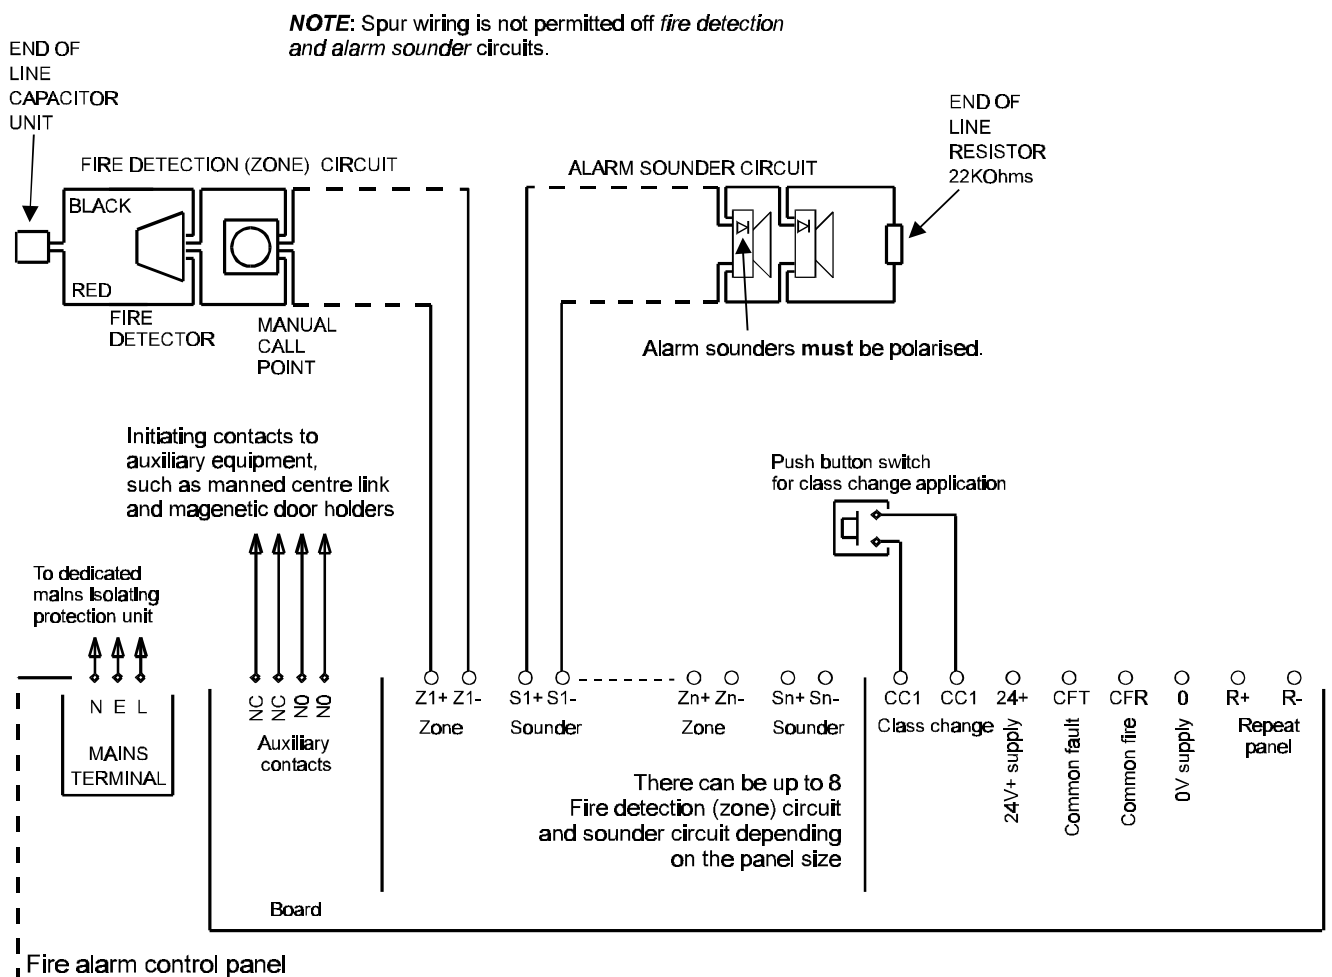 NOTE: Spur wiring is not permitted off fire detection
and alarm sounder circuits.
END OF
LINE
CAPACITOR
UNIT
END OF
LINE
RESISTOR
22KOhms
FIRE DETECTION (ZONE) CIRCUIT
ALARM SOUNDER CIRCUIT
BLACK
RED
FIRE
DETECTOR
MANUAL
CALL
POINT
Alarm sounders must be polarised.
Initiating contacts to
auxiliary equipment,
such as manned centre link
and magenetic door holders
Push button switch
for class change application
To dedicated
mains isolating
protection unit
N E L
MAINS
TERMINAL
NC NC NO NO
Auxiliary
contacts
Z1+ Z1-
Zone
S1+ S1-
Sounder
Zn+ Zn-
Zone
Sn+ Sn-
Sounder
CC1 CC1
Class change
24+
24V+ supply
CFT
Common fault
CFR
Common fire
0
0V supply
R+ R-
Repeat
panel
There can be up to 8
Fire detection (zone) circuit
and sounder circuit depending
on the panel size
Board
Fire alarm control panel